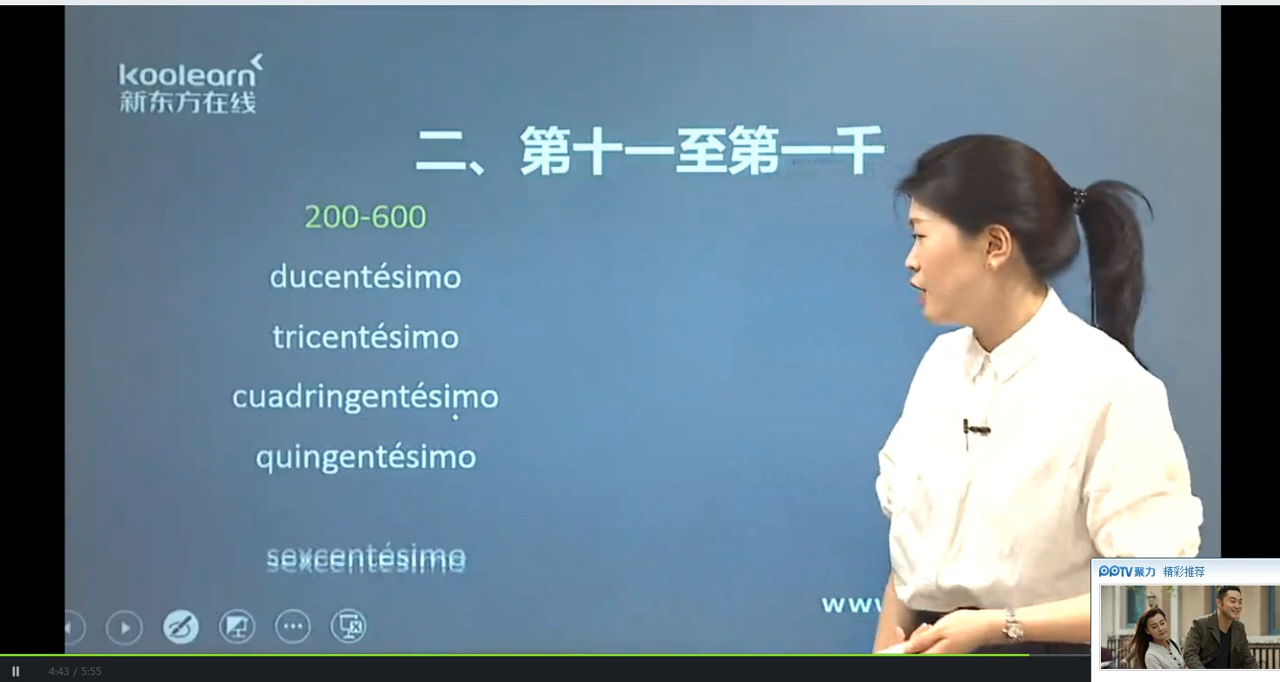 koolearn
新东方在线
二、第十一至第一千
200-600
ducentésimo
tricentésimo
cuadringentésimo
quingentésimo
sexcentésimo
www
PPTV聚力 精彩推荐
4:43 / 5:55